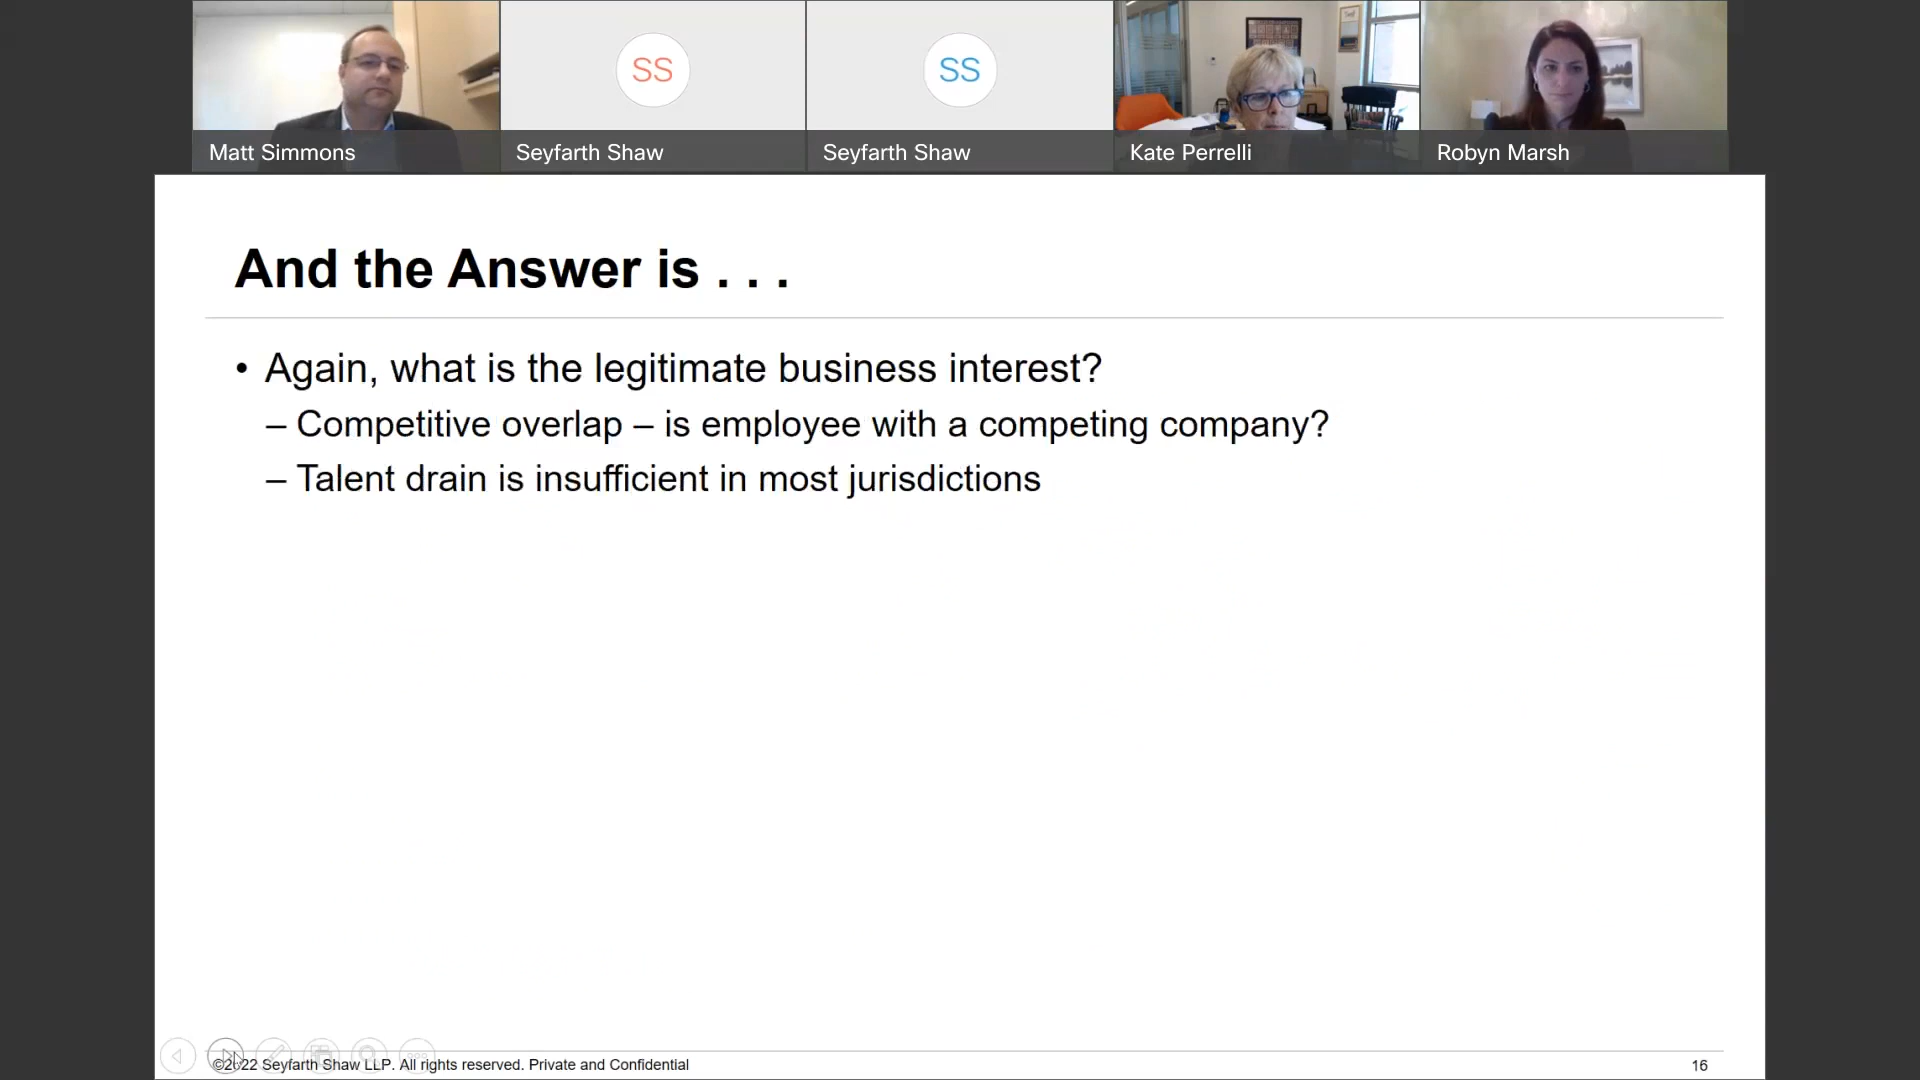 Matt Simmons
SS
Seyfarth Shaw
SS
Seyfarth Shaw
Kate Perrelli
Robyn Marsh
And the Answer is . . .
• Again, what is the legitimate business interest?
– Competitive overlap – is employee with a competing company?
– Talent drain is insufficient in most jurisdictions
©2022 Seyfarth Shaw LLP. All rights reserved. Private and Confidential
16